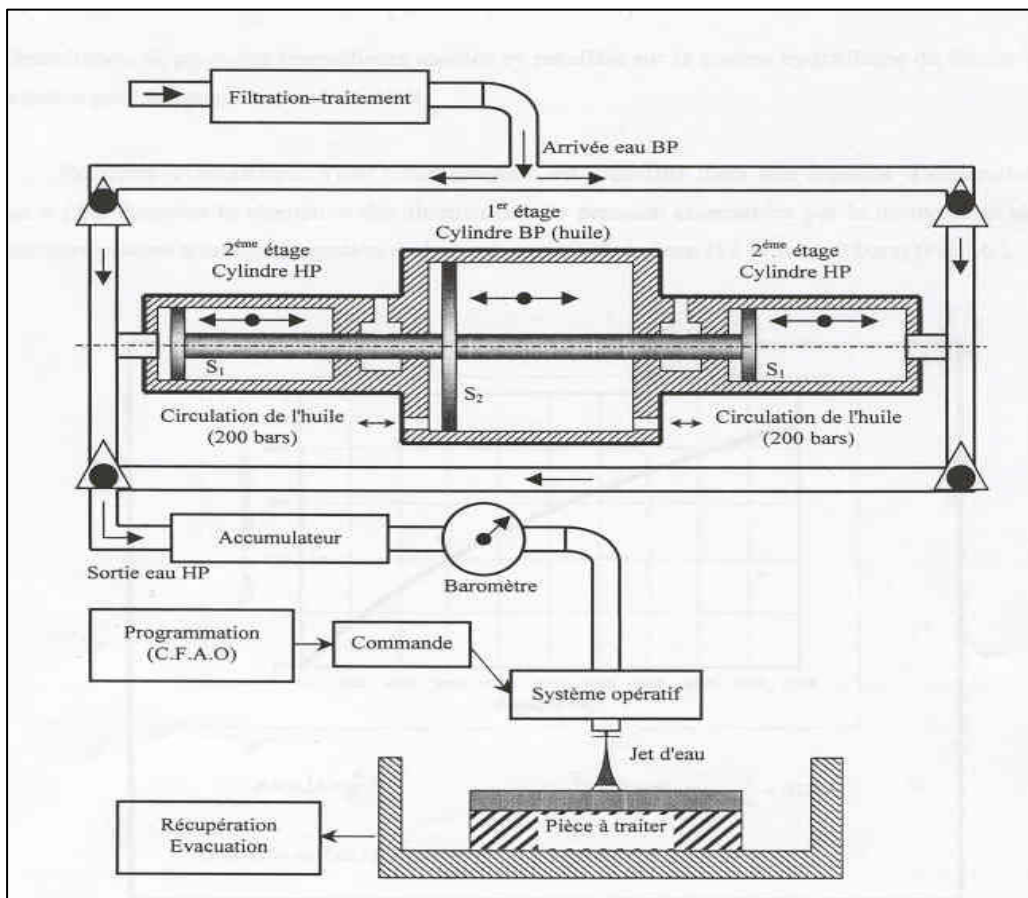 Filtration–traitement
Arrivée eau BP
1er étage
Cylindre BP (huile)
2éme étage
Cylindre HP
2éme étage
Cylindre HP
S1
S2
S1
Circulation de l'huile
(200 bars)
Circulation de l'huile
(200 bars)
Accumulateur
Sortie eau HP
Baromètre
Programmation
(C.F.A.O)
Commande
Système opératif
Jet d'eau
Pièce à traiter
Récupération
Evacuation